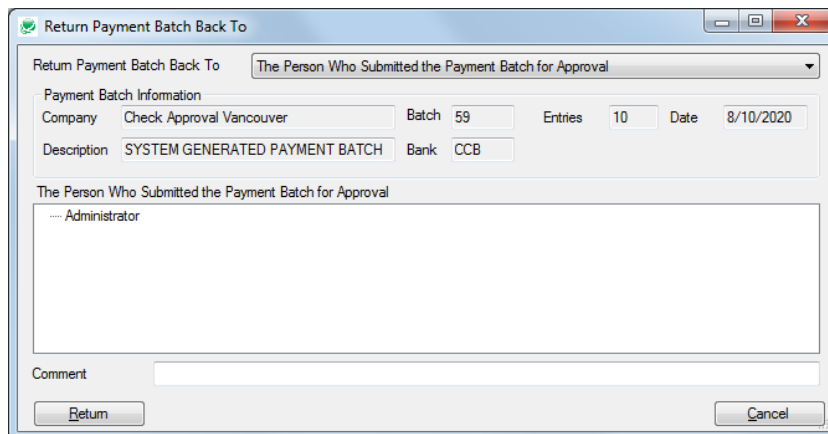 Return Payment Batch Back To
Return Payment Batch Back To The Person Who Submitted the Payment Batch for Approval
Payment Batch Information
Company Check Approval Vancouver Batch 59 Entries 10 Date 8/10/2020
Description SYSTEM GENERATED PAYMENT BATCH Bank CCB
The Person Who Submitted the Payment Batch for Approval
Administrator
Comment
Return Cancel